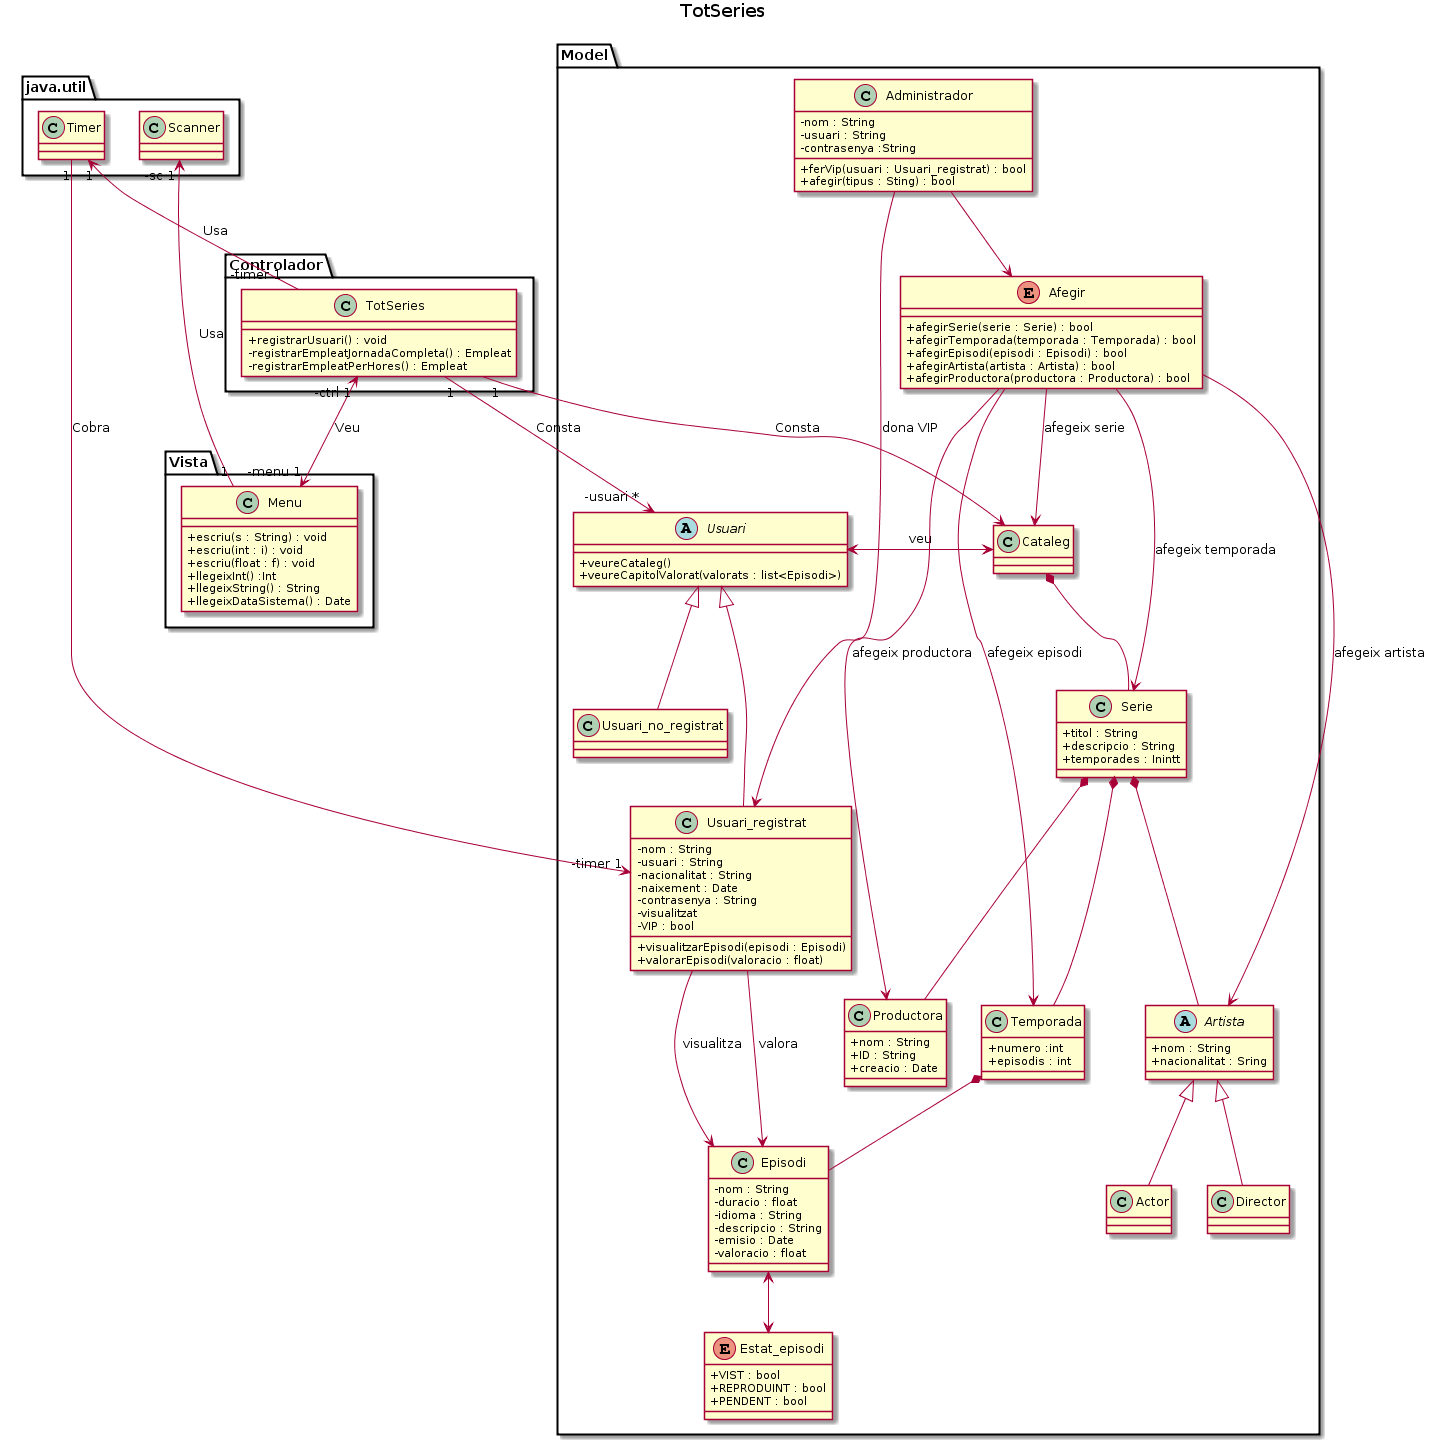 TotSeries
Model
java.util
C Timer
C Scanner
C Administrador
-nom : String
-usuari : String
-contrasenya :String
+ferVip(usuari : Usuari_registrat) : bool
+afegir(tipus : Sting) : bool
1
1
-sc 1
Usa
Controlador
-timer 1
C TotSeries
+registrarUsuari() : void
-registrarEmpleatJornadaCompleta() : Empleat
-registrarEmpleatPerHores() : Empleat
E Afegir
+afegirSerie(serie : Serie) : bool
+afegirTemporada(temporada : Temporada) : bool
+afegirEpisodi(episodi : Episodi) : bool
+afegirArtista(artista : Artista) : bool
+afegirProductora(productora : Productora) : bool
Usa
-ctrl 1
1
1
Cobra
Veu
Consta
Consta
dona VIP
afegeix serie
Vista
1
-menu 1
C Menu
+escriu(s : String) : void
+escriu(int : i) : void
+escriu(float : f) : void
+llegeixInt() :Int
+llegeixString() : String
+llegeixDataSistema() : Date
-usuari *
A Usuari
+veureCataleg()
+veureCapitolValorat(valorats : list<Episodi>)
veu
C Cataleg
afegeix temporada
afegeix productora
afegeix episodi
afegeix artista
C Usuari_no_registrat
C Serie
+titol : String
+descripcio : String
+temporades : Inintt
-timer 1
C Usuari_registrat
-nom : String
-usuari : String
-nacionalitat : String
-naixement : Date
-contrasenya : String
-visualitzat
-VIP : bool
+visualitzarEpisodi(episodi : Episodi)
+valorarEpisodi(valoracio : float)
visualitza
valora
C Productora
+nom : String
+ID : String
+creacio : Date
C Temporada
+numero :int
+episodis : int
A Artista
+nom : String
+nacionalitat : Sring
C Episodi
-nom : String
-duracio : float
-idioma : String
-descripcio : String
-emisio : Date
-valoracio : float
C Actor
C Director
E Estat_episodi
+VIST : bool
+REPRODUINT : bool
+PENDENT : bool